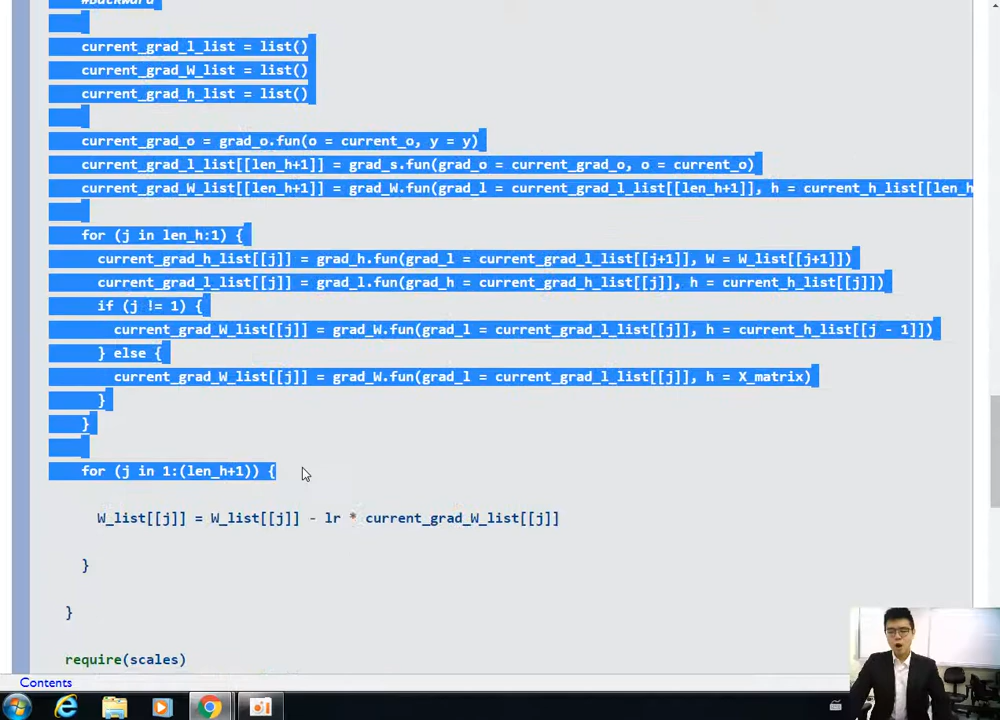 #Backward
current_grad_l_list = list()
current_grad_W_list = list()
current_grad_h_list = list()
current_grad_o = grad_o.fun(o = current_o, y = y)
current_grad_l_list[[len_h+1]] = grad_s.fun(grad_o = current_grad_o, o = current_o)
current_grad_W_list[[len_h+1]] = grad_W.fun(grad_l = current_grad_l_list[[len_h+1]], h = current_h_list[[len_h
for (j in len_h:1) {
current_grad_h_list[[j]] = grad_h.fun(grad_l = current_grad_l_list[[j+1]], W = W_list[[j+1]])
current_grad_l_list[[j]] = grad_l.fun(grad_h = current_grad_h_list[[j]], h = current_h_list[[j]])
if (j != 1) {
current_grad_W_list[[j]] = grad_W.fun(grad_l = current_grad_l_list[[j]], h = current_h_list[[j - 1]])
} else {
current_grad_W_list[[j]] = grad_W.fun(grad_l = current_grad_l_list[[j]], h = X_matrix)
}
}
for (j in 1:(len_h+1)) {
W_list[[j]] = W_list[[j]] - lr * current_grad_W_list[[j]]
}
}
require(scales)
Contents